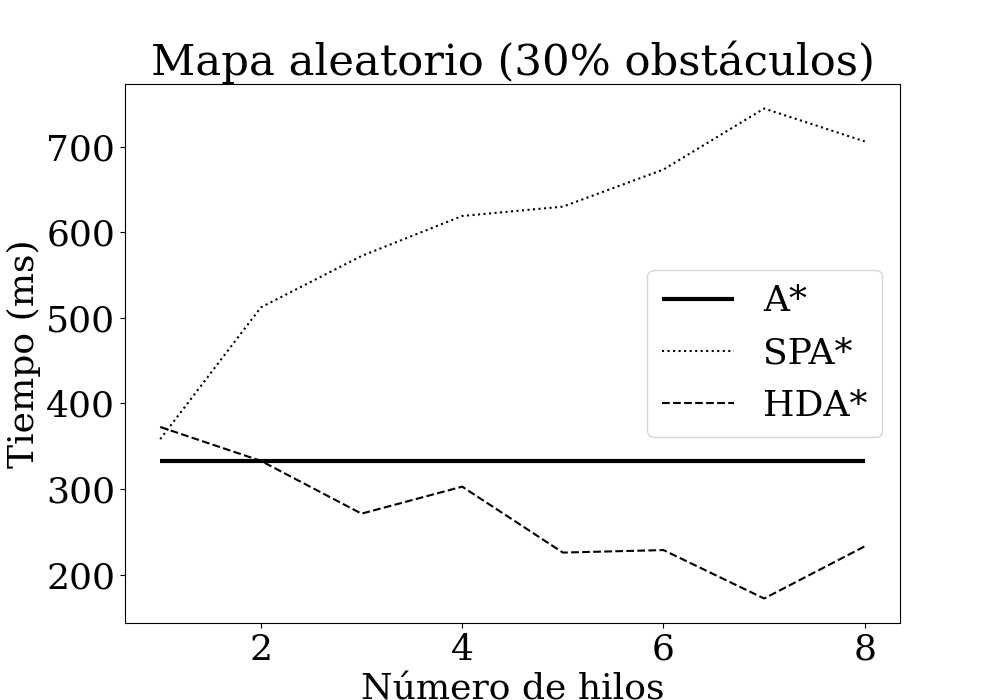 Mapa aleatorio (30% obstáculos)
Tiempo (ms)
700
600
500
400
300
200
A*
SPA*
HDA*
2 4 6 8
Número de hilos